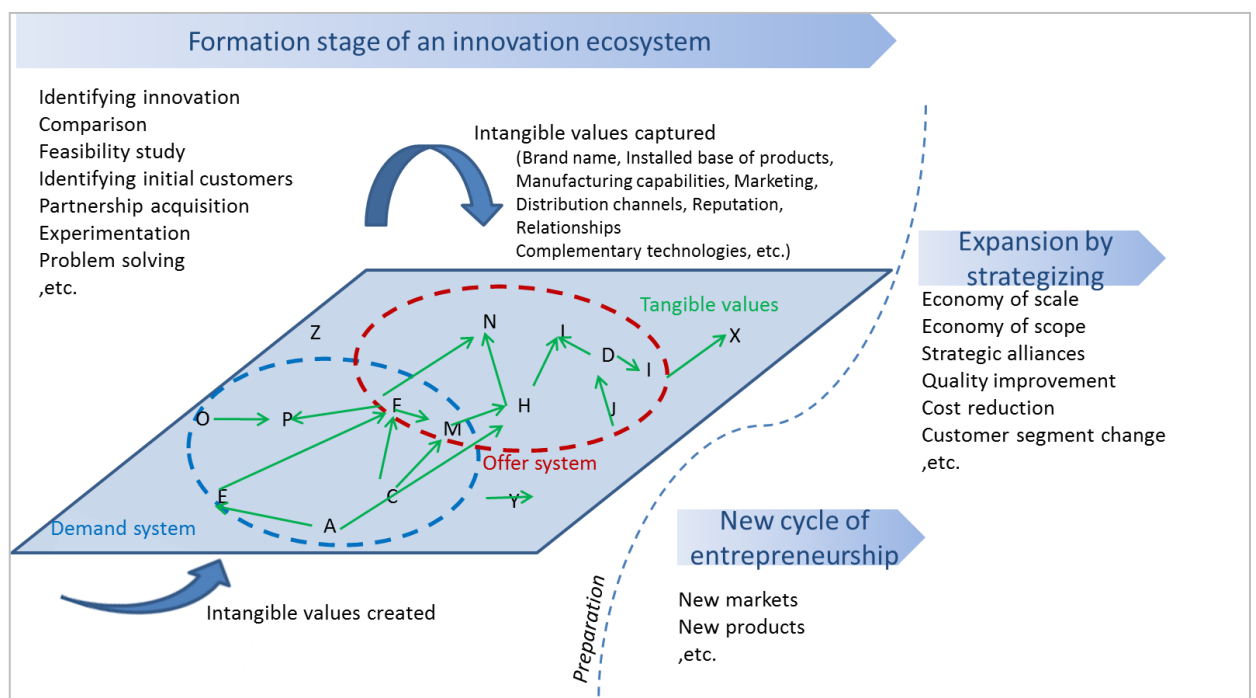 Formation stage of an innovation ecosystem
Identifying innovation
Comparison
Feasibility study
Identifying initial customers
Partnership acquisition
Experimentation
Problem solving
,etc.
Intangible values captured
(Brand name, Installed base of products,
Manufacturing capabilities, Marketing,
Distribution channels, Reputation,
Relationships
Complementary technologies, etc.)
Expansion by
strategizing
Economy of scale
Economy of scope
Strategic alliances
Quality improvement
Cost reduction
Customer segment change
,etc.
Tangible values
Z
N
L
D
I
X
O
P
F
M
H
J
Offer system
E
C
A
Y
Demand system
Intangible values created
Preparation
New cycle of
entrepreneurship
New markets
New products
,etc.